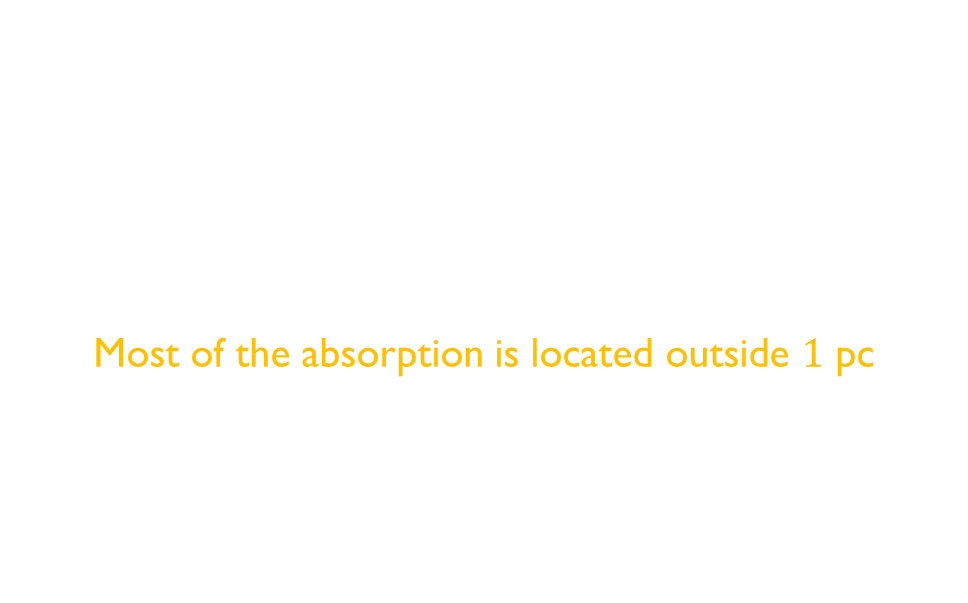 Most of the absorption is located outside 1 pc